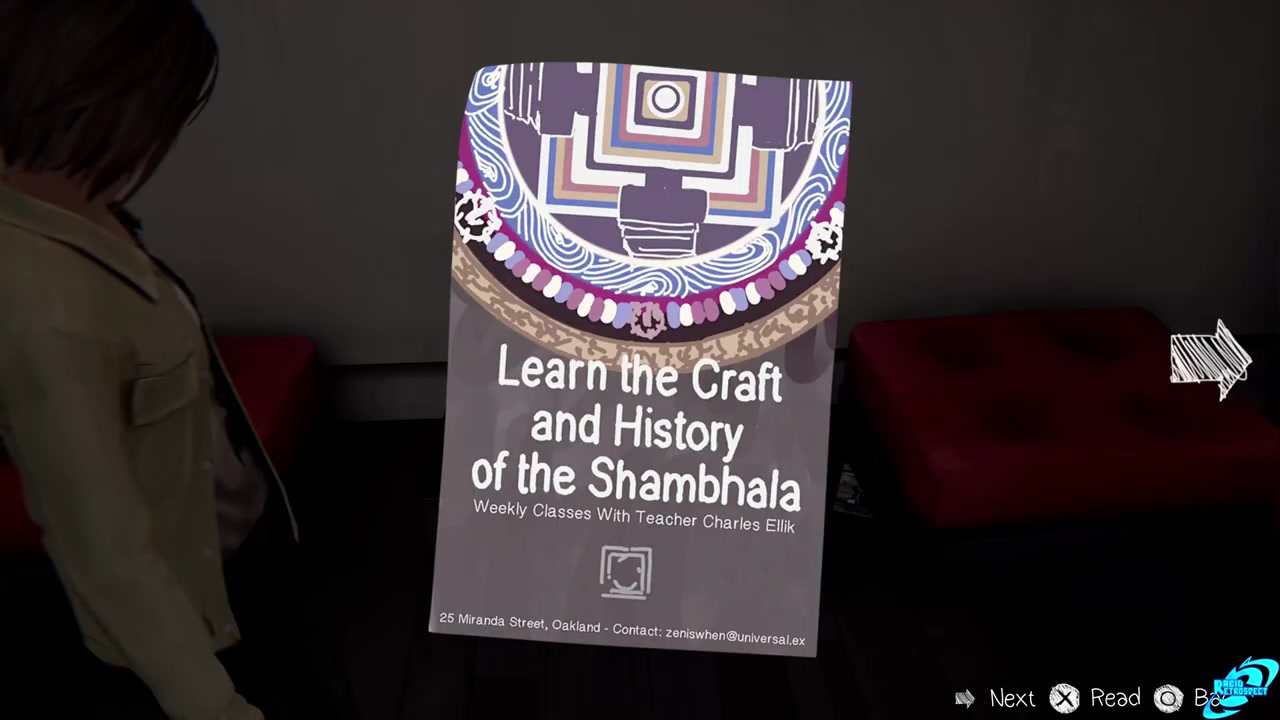 Learn the Craft
and History
of the Shambhala
Weekly Classes With Teacher Charles Ellik
25 Miranda Street, Oakland - Contact: zeniswhen@universal.ex
Next Read
RETROSPECT